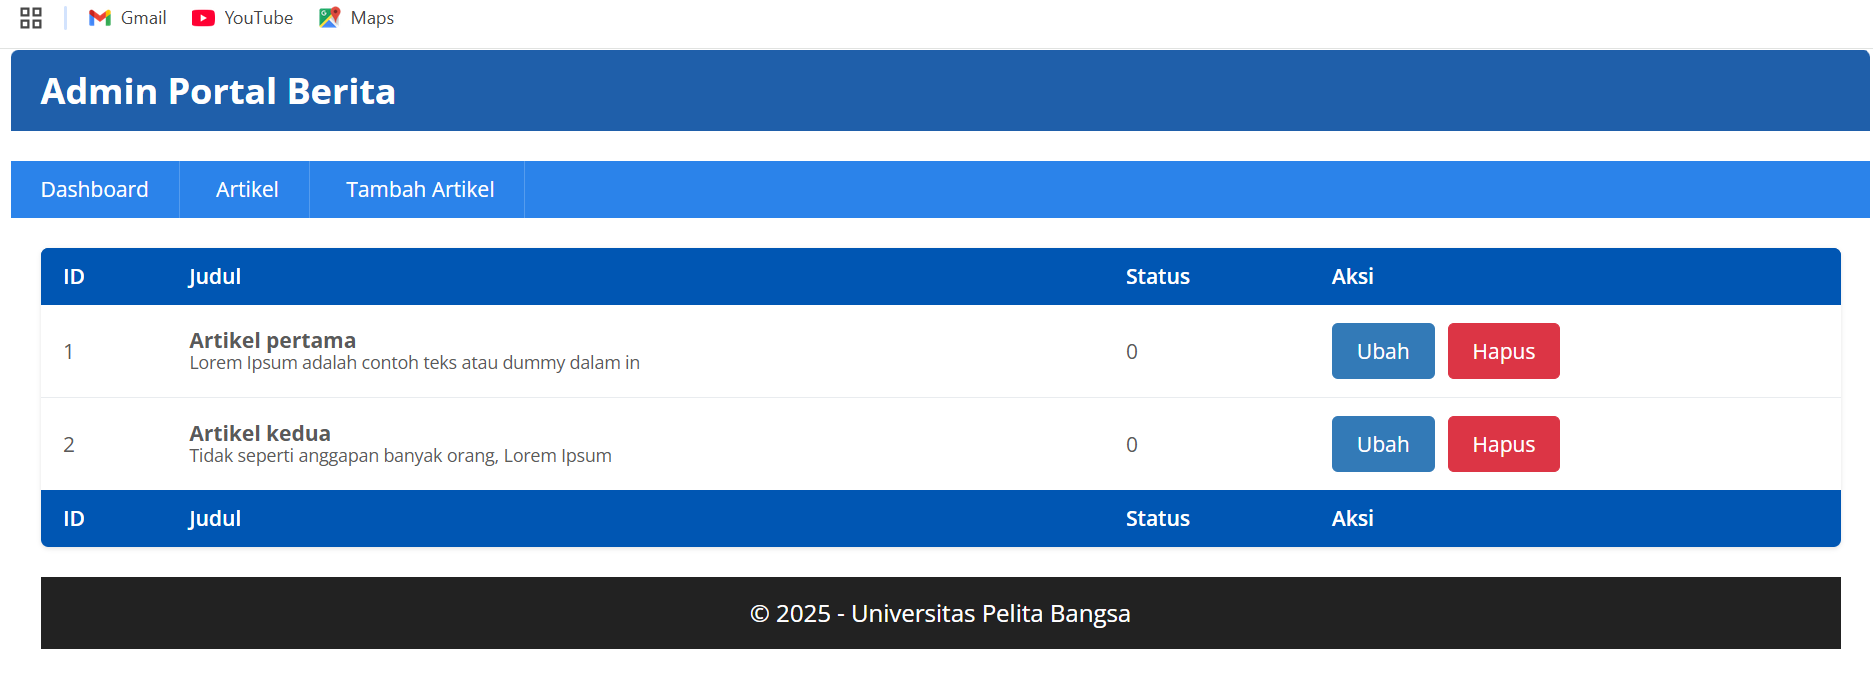 Gmail YouTube Maps
Admin Portal Berita
Dashboard Artikel Tambah Artikel
ID Judul Status Aksi
1 Artikel pertama 0 Ubah Hapus
Lorem Ipsum adalah contoh teks atau dummy dalam in
2 Artikel kedua 0 Ubah Hapus
Tidak seperti anggapan banyak orang, Lorem Ipsum
ID Judul Status Aksi
© 2025 - Universitas Pelita Bangsa